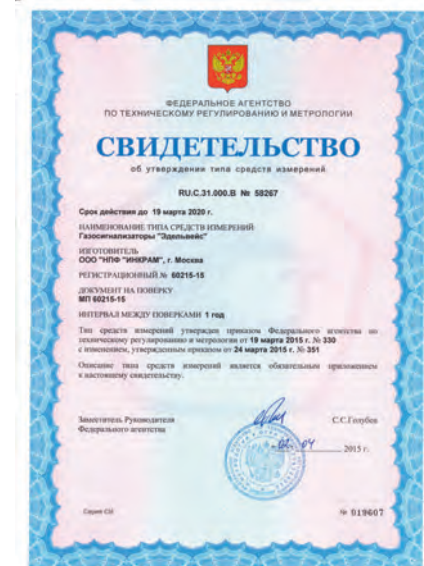 ФЕДЕРАЛЬНОЕ АГЕНТСТВО
ПО ТЕХНИЧЕСКОМУ РЕГУЛИРОВАНИЮ И МЕТРОЛОГИИ
СВИДЕТЕЛЬСТВО
об утверждении типа средств измерений
RU.C.31.000.B № 58267
Срок действия до 19 марта 2020 г.
НАИМЕНОВАНИЕ ТИПА СРЕДСТВ ИЗМЕРЕНИЙ
Газосигнализаторы "Эдельвейс"
ИЗГОТОВИТЕЛЬ
ООО "НПФ "ИНКРАМ", г. Москва
РЕГИСТРАЦИОННЫЙ № 60215-15
ДОКУМЕНТ НА ПОВЕРКУ
МП 60215-15
ИНТЕРВАЛ МЕЖДУ ПОВЕРКАМИ 1 год
Тип средств измерений утвержден приказом Федерального агентства по
техническому регулированию и метрологии от 19 марта 2015 г. № 330
с изменением, утвержденным приказом от 24 марта 2015 г. № 351
Описание типа средств измерений является обязательным приложением
к настоящему свидетельству.
Заместитель Руководителя
Федерального агентства
С.С.Голубев
02 04 2015 г.
Серия СИ
№ 019607